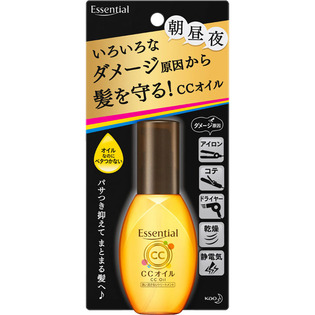 Essential
朝昼夜
いろいろな
ダメージ原因から
髪を守る! CCオイル
オイル
なのに
ベタつかない
パサつき抑えて
まとまる髪へ♪
ダメージ原因
アイロン
コテ
ドライヤー
乾燥
静電気
Essential
CC
CCオイル
CC Oil
Kao